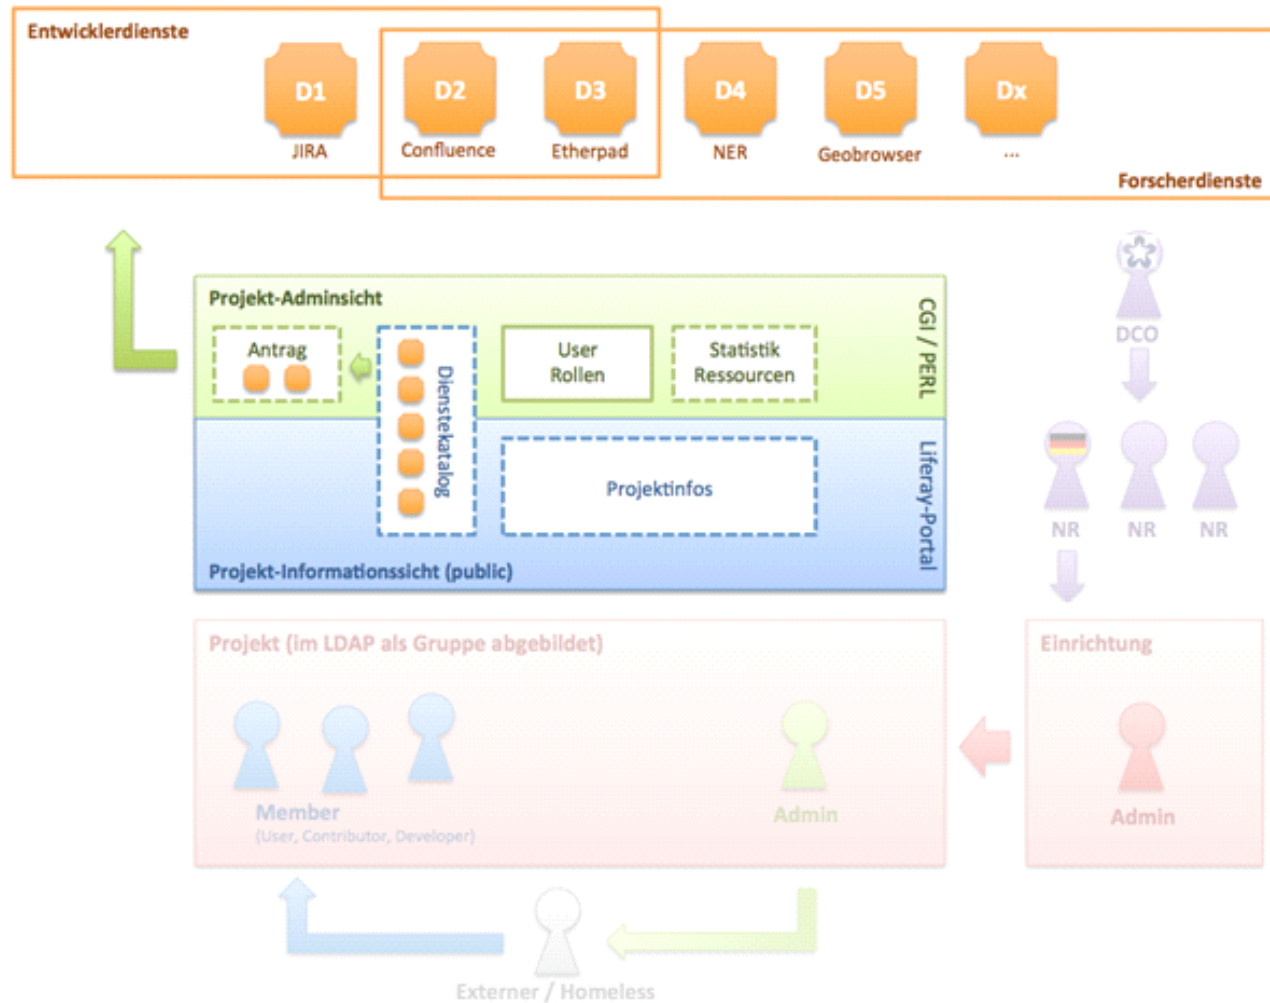 Entwicklerdienste
D1
D2
D3
D4
D5
Dx
JIRA
Confluence
Etherpad
NER
Geobrowser
...
Forscherdienste
Projekt-Adminsicht
CGI / PERL
Antrag
Dienstekatalog
User
Rollen
Statistik
Ressourcen
DCO
Projektinfos
Liferay-Portal
NR
NR
NR
Projekt-Informationssicht (public)
Projekt (im LDAP als Gruppe abgebildet)
Einrichtung
Member
(User, Contributor, Developer)
Admin
Admin
Externer / Homeless